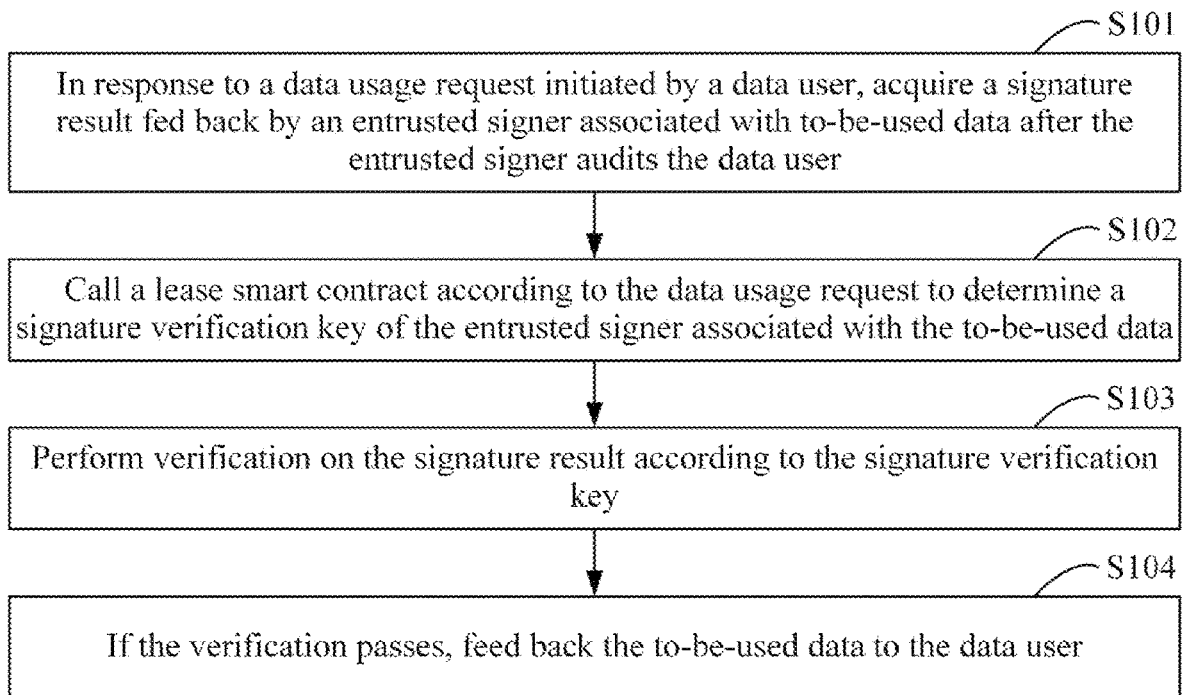 S101
In response to a data usage request initiated by a data user, acquire a signature
result fed back by an entrusted signer associated with to-be-used data after the
entrusted signer audits the data user
S102
Call a lease smart contract according to the data usage request to determine a
signature verification key of the entrusted signer associated with the to-be-used data
S103
Perform verification on the signature result according to the signature verification
key
S104
If the verification passes, feed back the to-be-used data to the data user